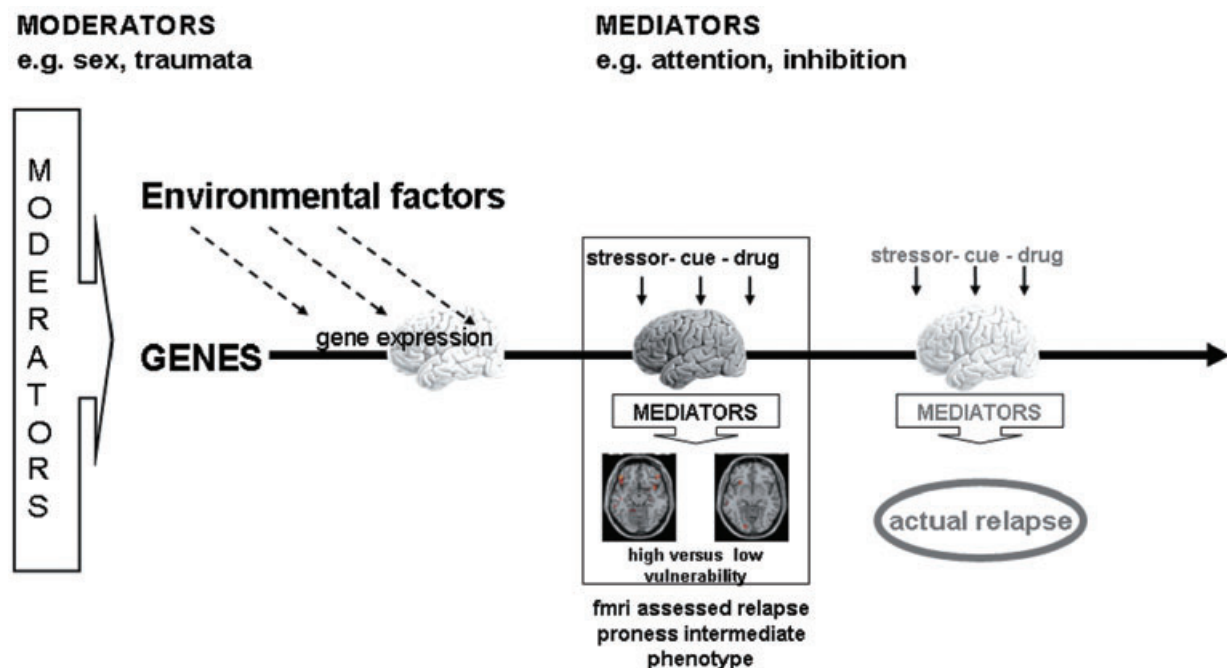 MODERATORS
e.g. sex, traumata
MEDIATORS
e.g. attention, inhibition
MODERATORS
Environmental factors
stressor- cue - drug
stressor- cue - drug
gene expression
GENES
MEDIATORS
MEDIATORS
high versus low
vulnerability
actual relapse
fmri assessed relapse
proness intermediate
phenotype